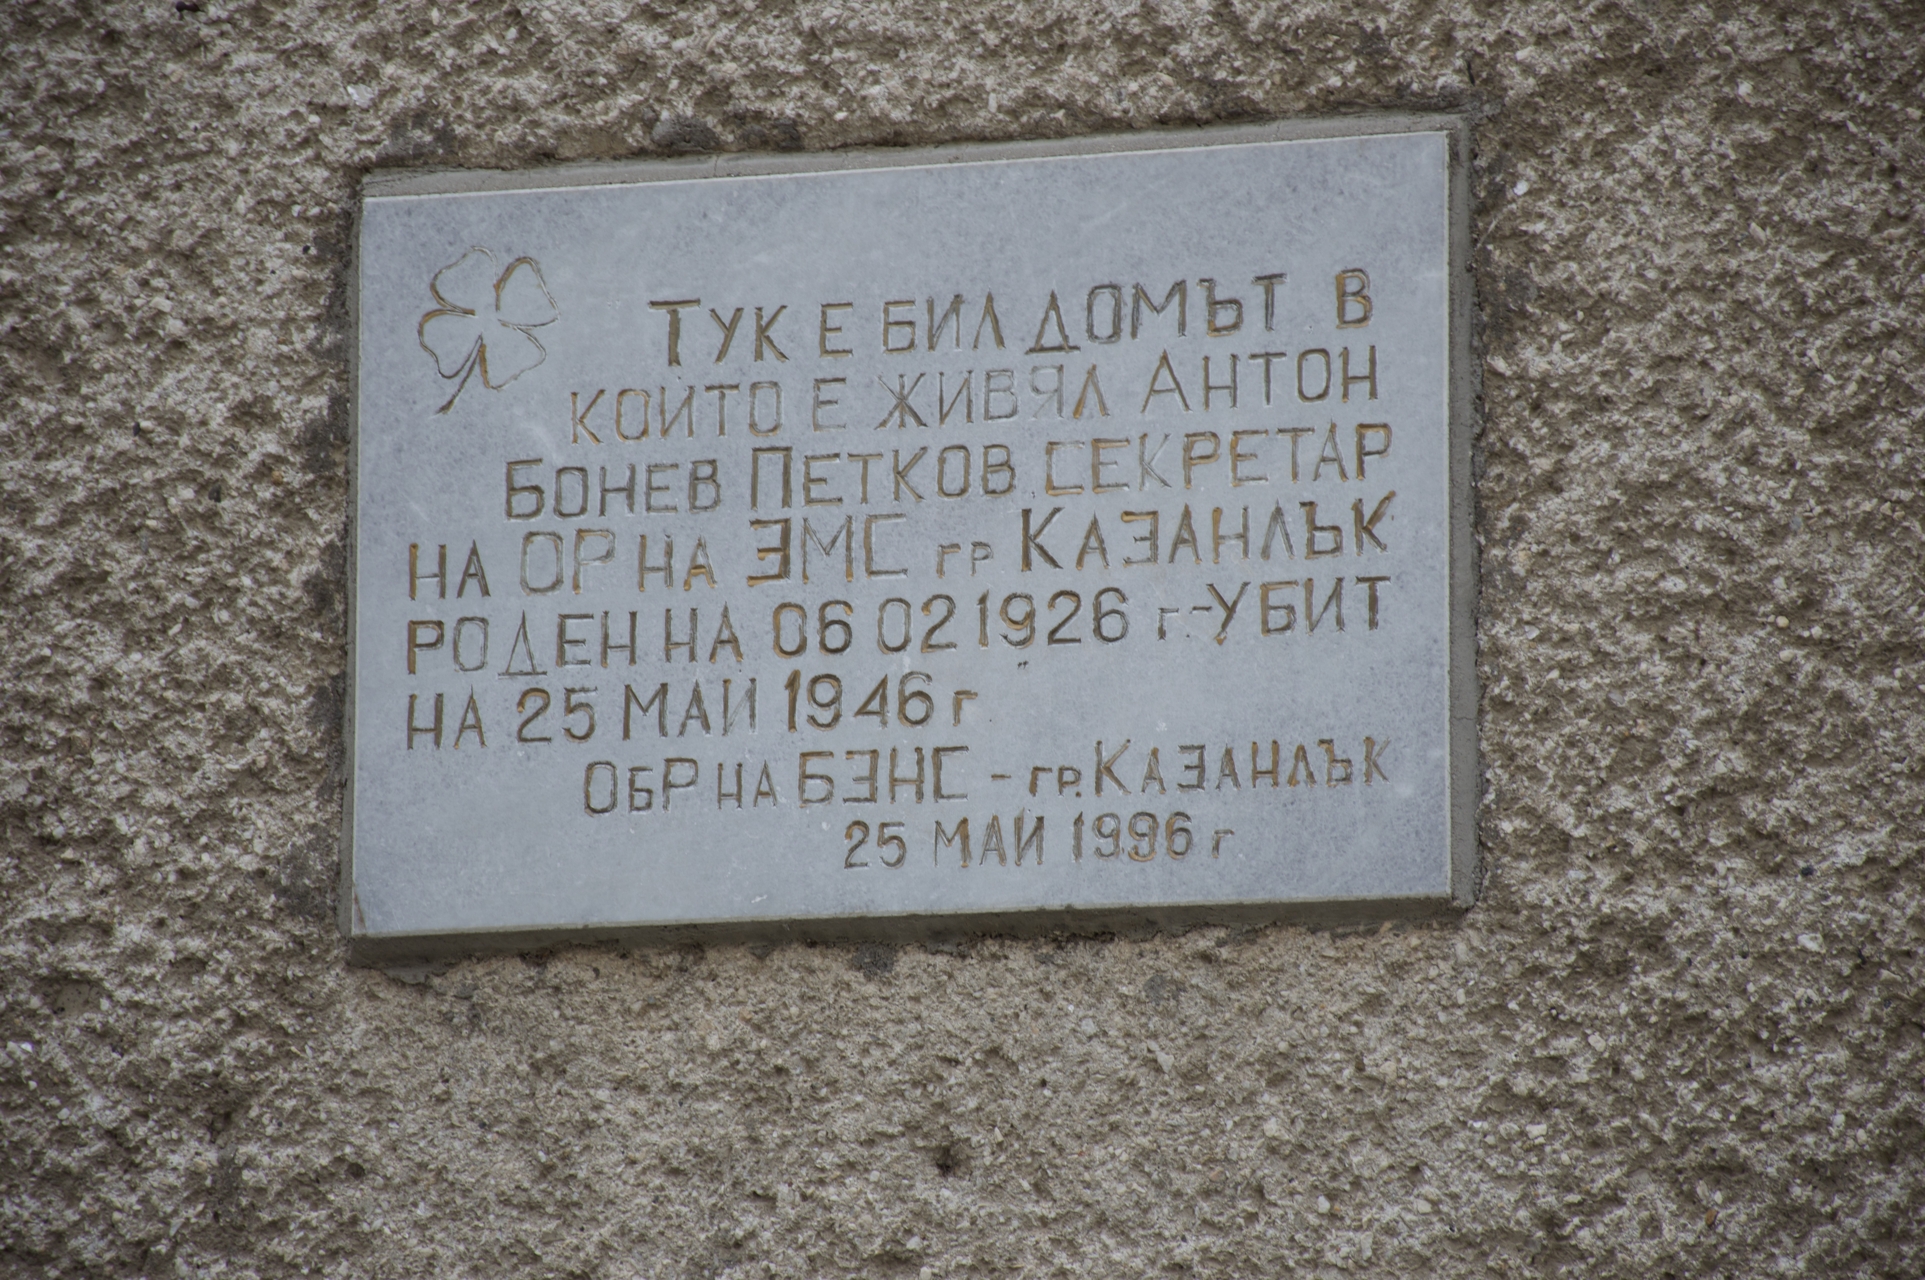 ТУК Е БИЛ ДОМЪТ В
КОЙТО Е ЖИВЯЛ АНТОН
БОНЕВ ПЕТКОВ СЕКРЕТАР
НА ОР НА ЗМС гр КАЗАНЛЪК
РОДЕН НА 06 02 1926 г.-УБИТ
НА 25 МАЙ 1946 г
ОБР НА БЗНС - гр. КАЗАНЛЪК
25 МАЙ 1996 г